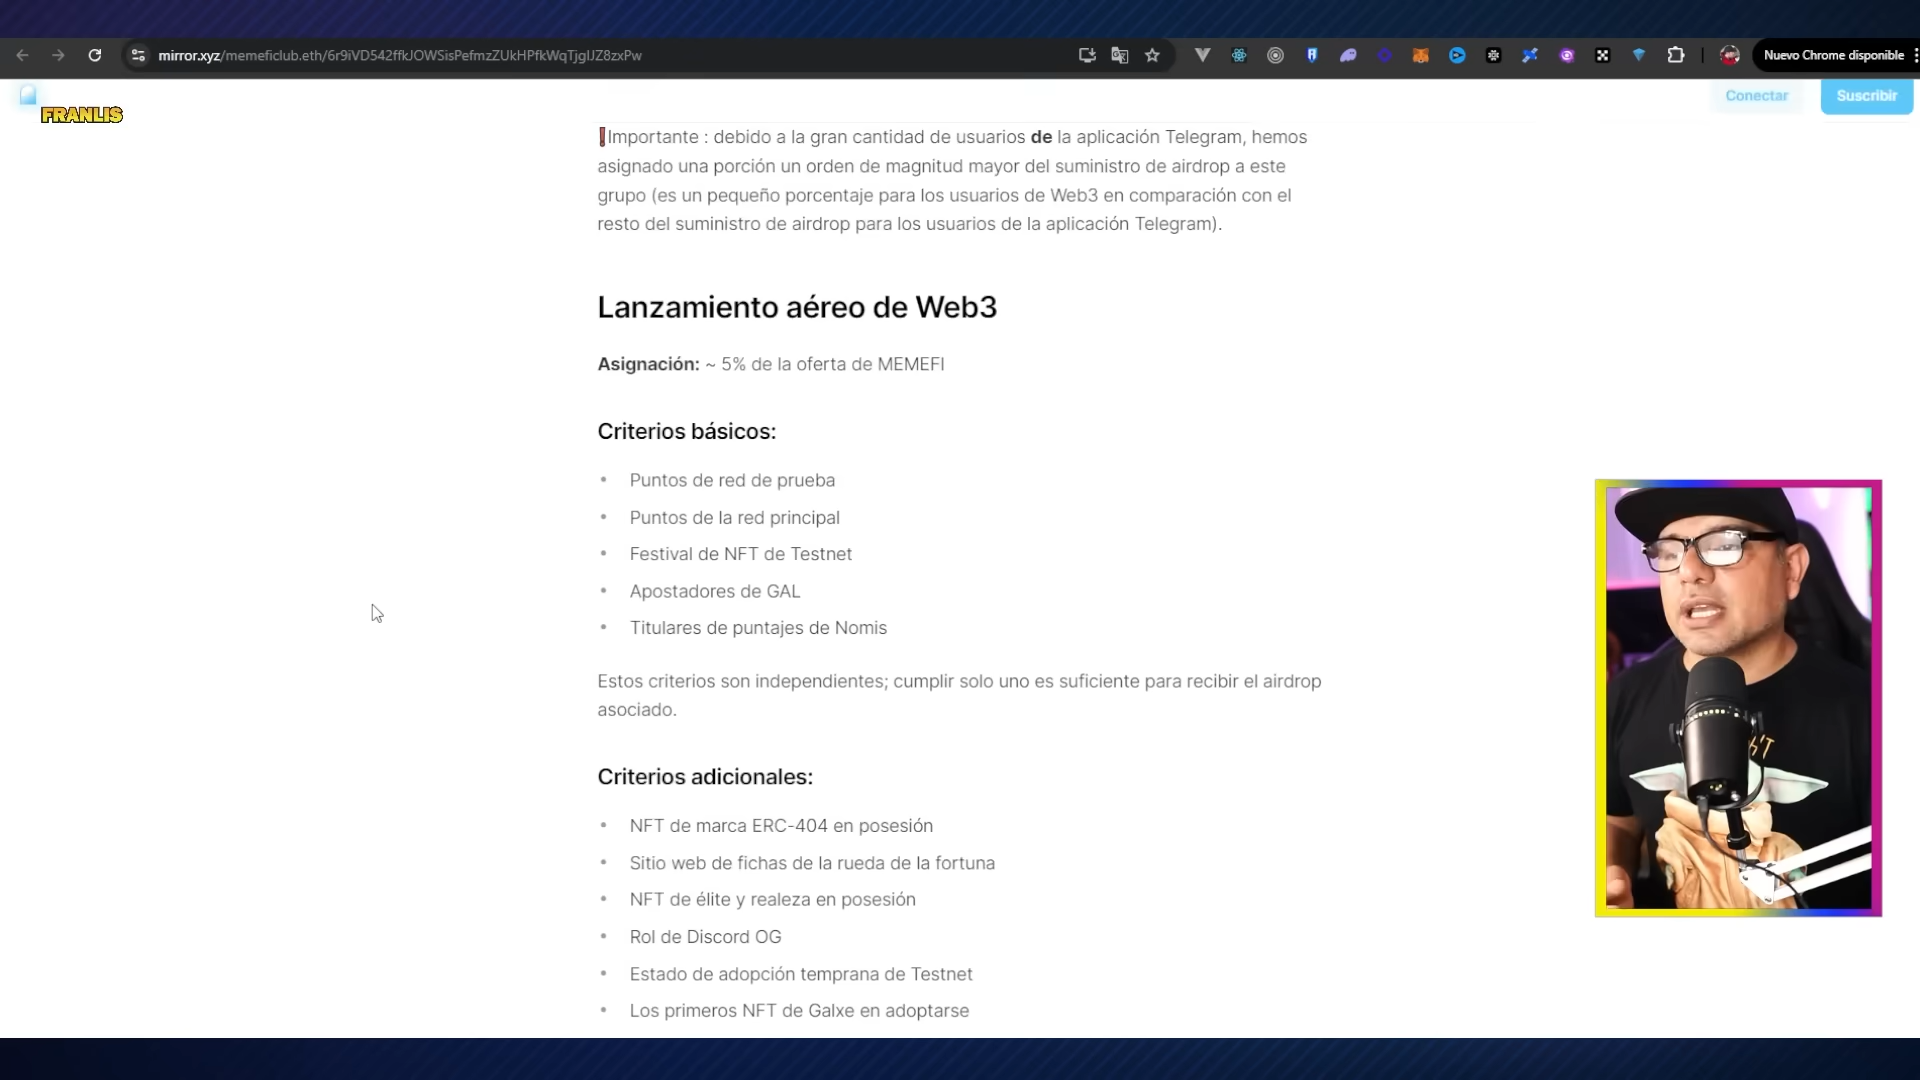 mirror.xyz/memeficlub.eth/6r9iVD542ffkJOWSisPefmzZUkHPfkWqTjgIJZ8zxPw
Nuevo Chrome disponible
FRANLIS
Conectar
Suscribir
❗Importante : debido a la gran cantidad de usuarios de la aplicación Telegram, hemos
asignado una porción un orden de magnitud mayor del suministro de airdrop a este
grupo (es un pequeño porcentaje para los usuarios de Web3 en comparación con el
resto del suministro de airdrop para los usuarios de la aplicación Telegram).
Lanzamiento aéreo de Web3
Asignación: ~ 5% de la oferta de MEMEFI
Criterios básicos:
• Puntos de red de prueba
• Puntos de la red principal
• Festival de NFT de Testnet
• Apostadores de GAL
• Titulares de puntajes de Nomis
Estos criterios son independientes; cumplir solo uno es suficiente para recibir el airdrop
asociado.
Criterios adicionales:
• NFT de marca ERC-404 en posesión
• Sitio web de fichas de la rueda de la fortuna
• NFT de élite y realeza en posesión
• Rol de Discord OG
• Estado de adopción temprana de Testnet
• Los primeros NFT de Galxe en adoptarse